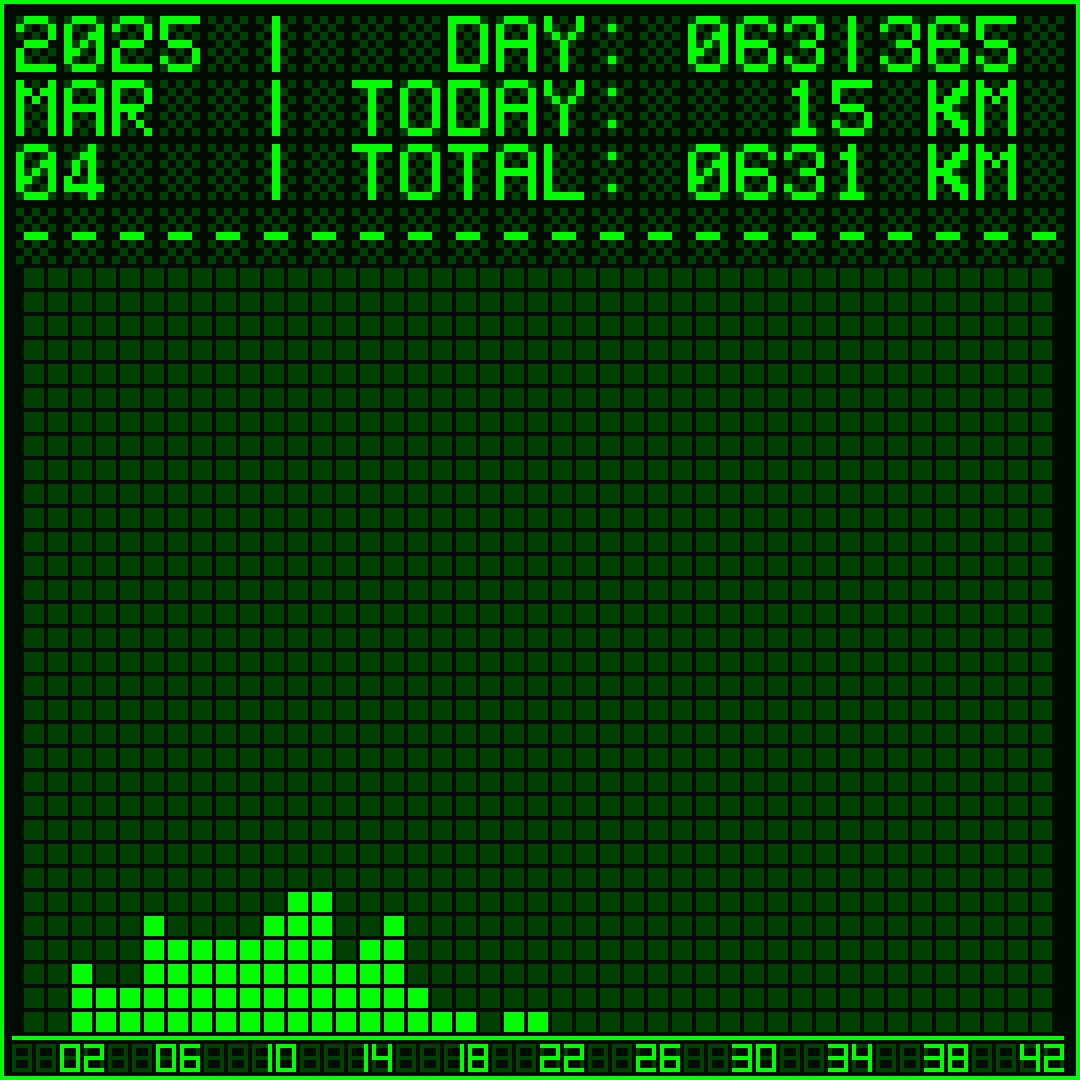 2025 | DAY: 063|365
MAR | TODAY: 15 KM
04 | TOTAL: 0631 KM
----------------------
02 06 10 14 18 22 26 30 34 38 42